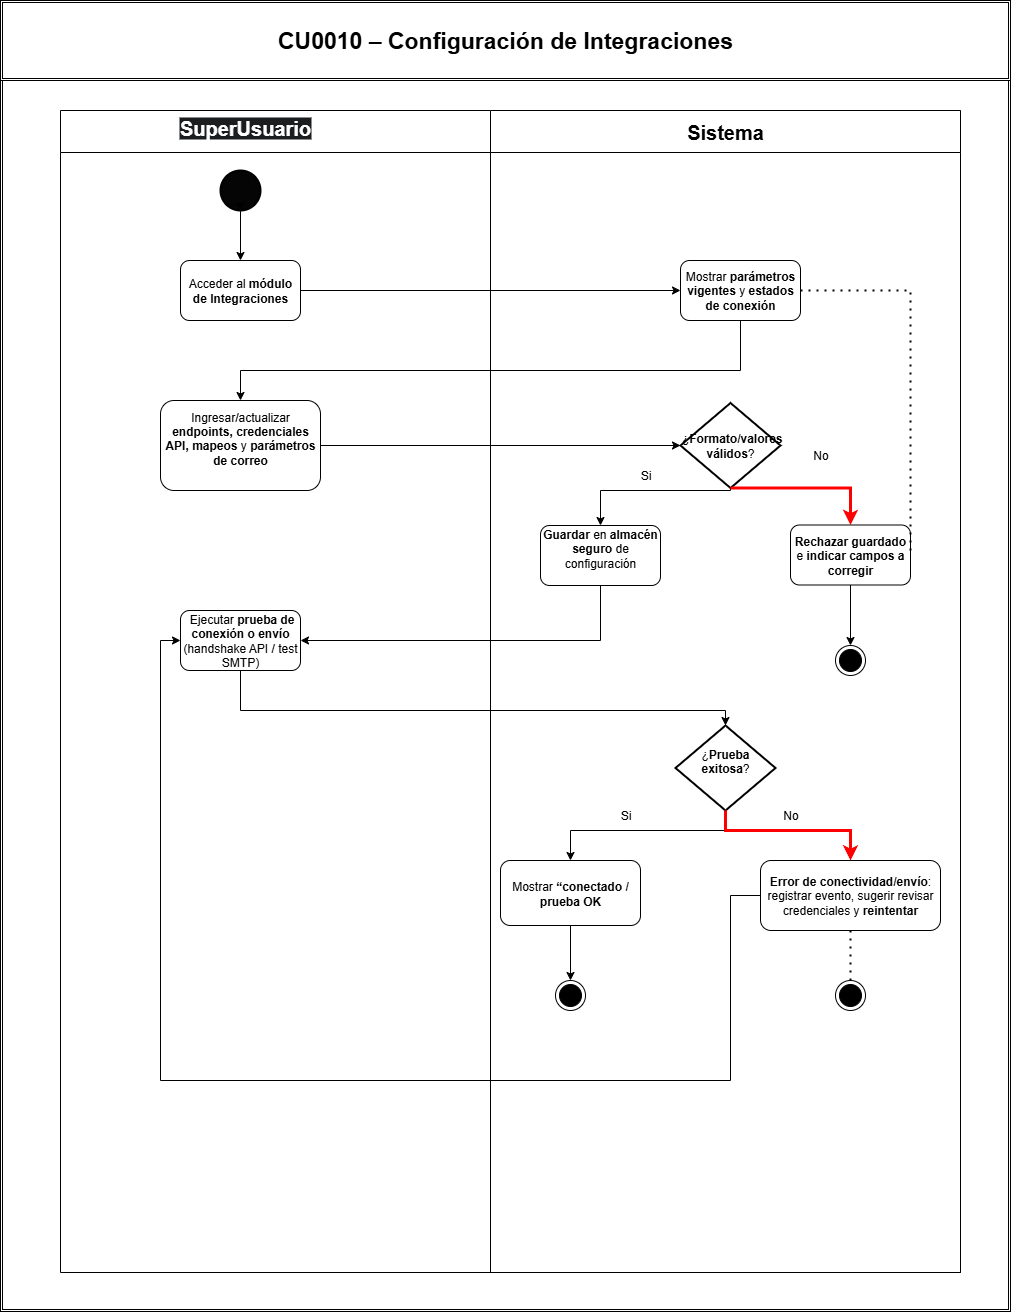 CU0010 – Configuración de Integraciones
SuperUsuario
Sistema
Acceder al módulo
de Integraciones
Mostrar parámetros
vigentes y estados
de conexión
Ingresar/actualizar
endpoints, credenciales
API, mapeos y parámetros
de correo
¿Formato/valores
válidos?
No
Si
Guardar en almacén
seguro de
configuración
Rechazar guardado
e indicar campos a
corregir
Ejecutar prueba de
conexión o envío
(handshake API / test
SMTP)
¿Prueba
exitosa?
Si
No
Mostrar “conectado /
prueba OK
Error de conectividad/envío:
registrar evento, sugerir revisar
credenciales y reintentar